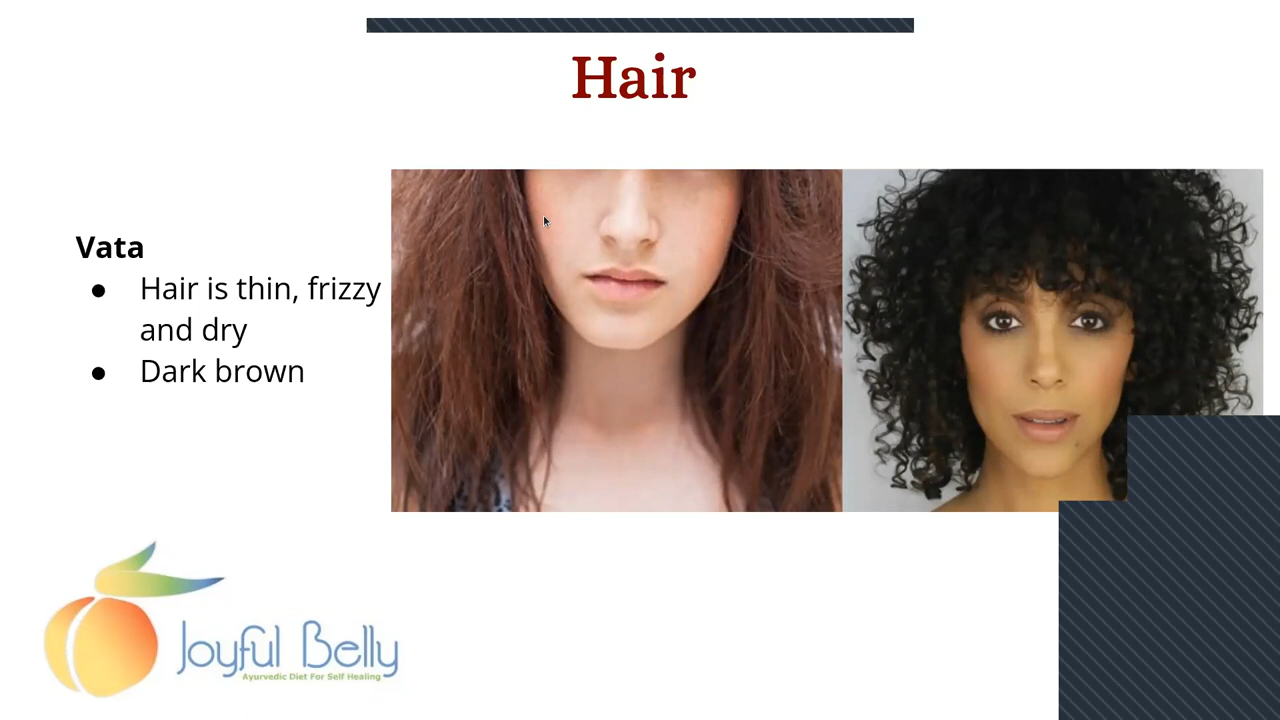 Hair
Vata
● Hair is thin, frizzy
and dry
● Dark brown
Joyful Belly
Ayurvedic Diet For Self Healing